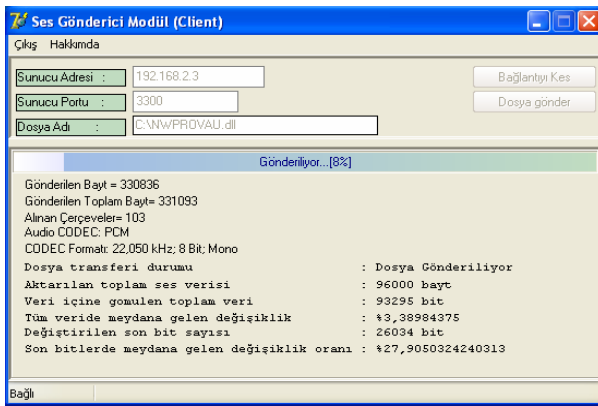 Ses Gönderici Modül (Client)
Çıkış Hakkımda
Sunucu Adresi : 192.168.2.3 Bağlantıyı Kes
Sunucu Portu : 3300 Dosya gönder
Dosya Adı : C:\NWPROVAU.dll
Gönderiliyor...[8%]
Gönderilen Bayt = 330836
Gönderilen Toplam Bayt= 331093
Alınan Çerçeveler= 103
Audio CODEC: PCM
CODEC Formatı: 22,050 kHz; 8 Bit; Mono
Dosya transferi durumu : Dosya Gönderiliyor
Aktarılan toplam ses verisi : 96000 bayt
Veri içine gomulen toplam veri : 93295 bit
Tüm veride meydana gelen değişiklik : %3,38984375
Değiştirilen son bit sayısı : 26034 bit
Son bitlerde meydana gelen değişiklik oranı : %27,9050324240313
Bağlı